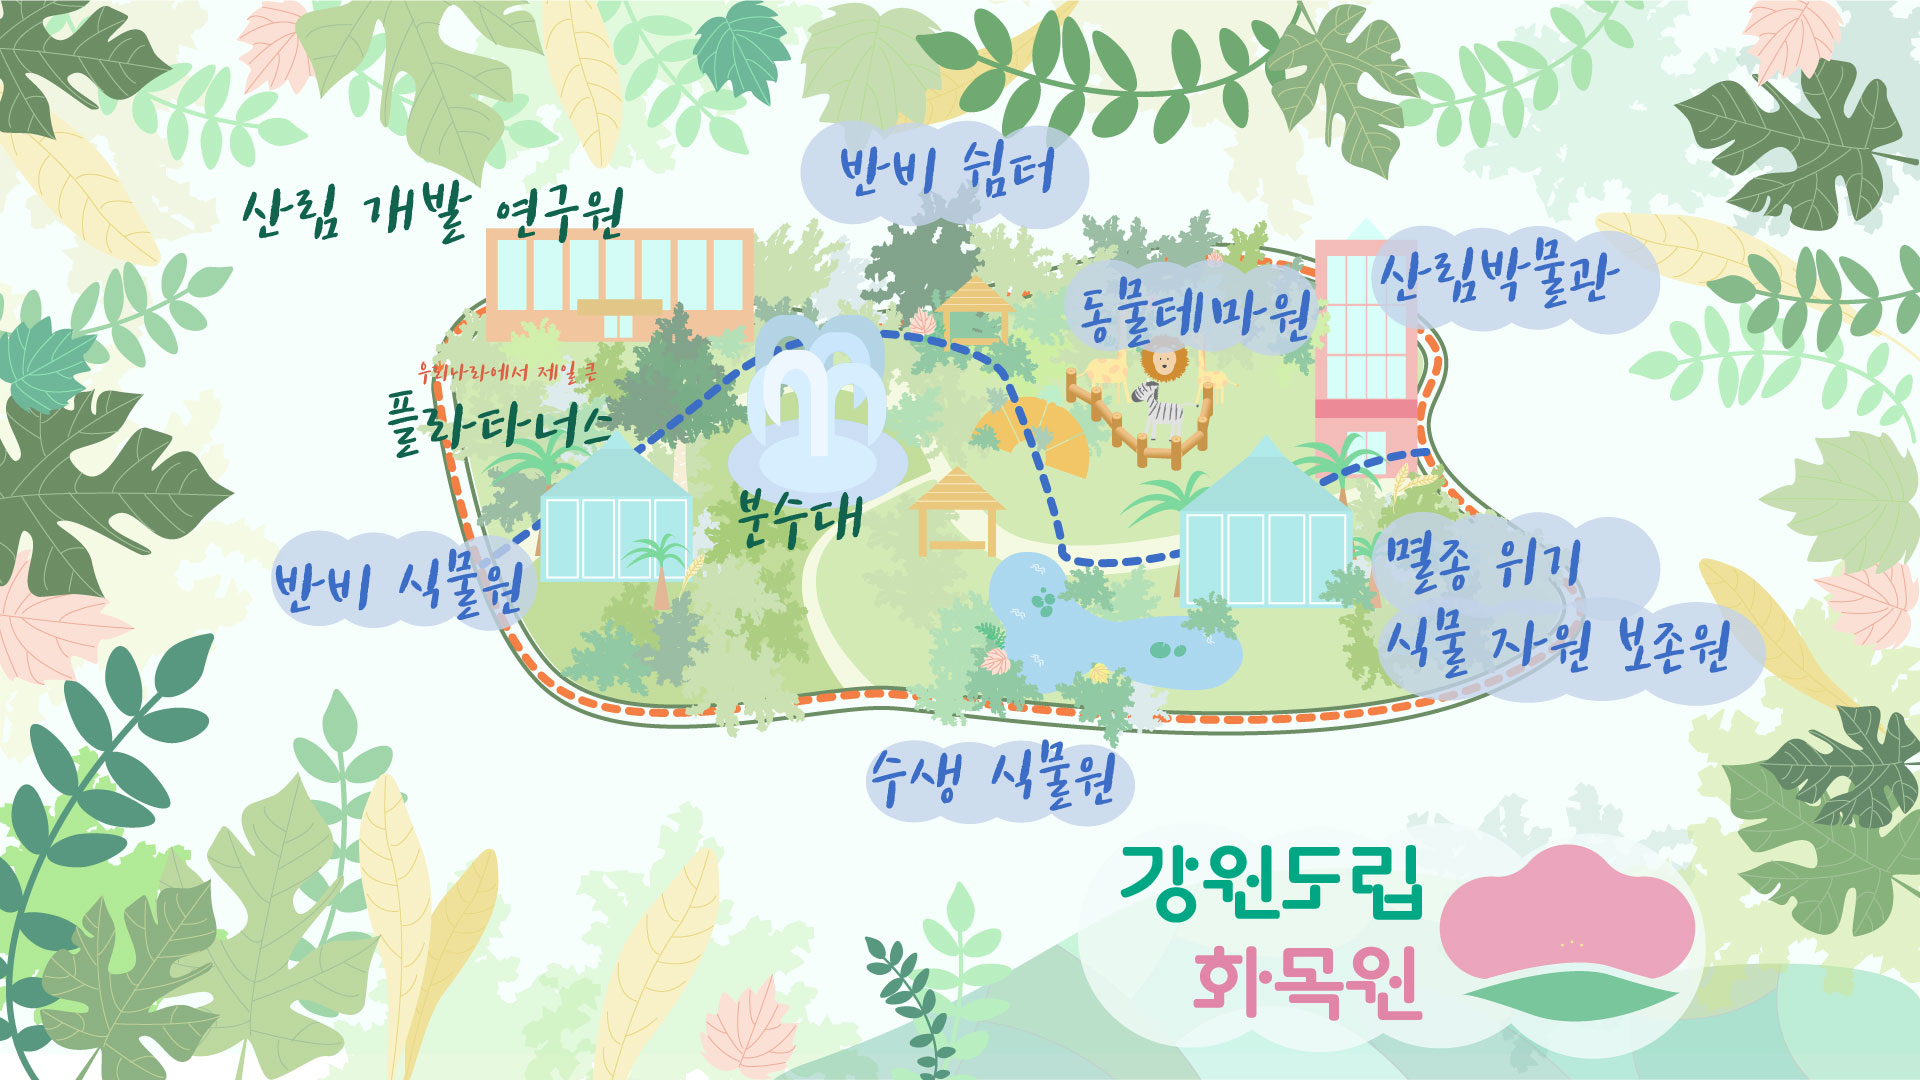 반비 쉼터
산림 개발 연구원
산림박물관
동물테마원
우리나라에서 제일 큰
플라타너스
분수대
반비 식물원
멸종 위기
식물 자원 보존원
수생 식물원
강원도립
화목원